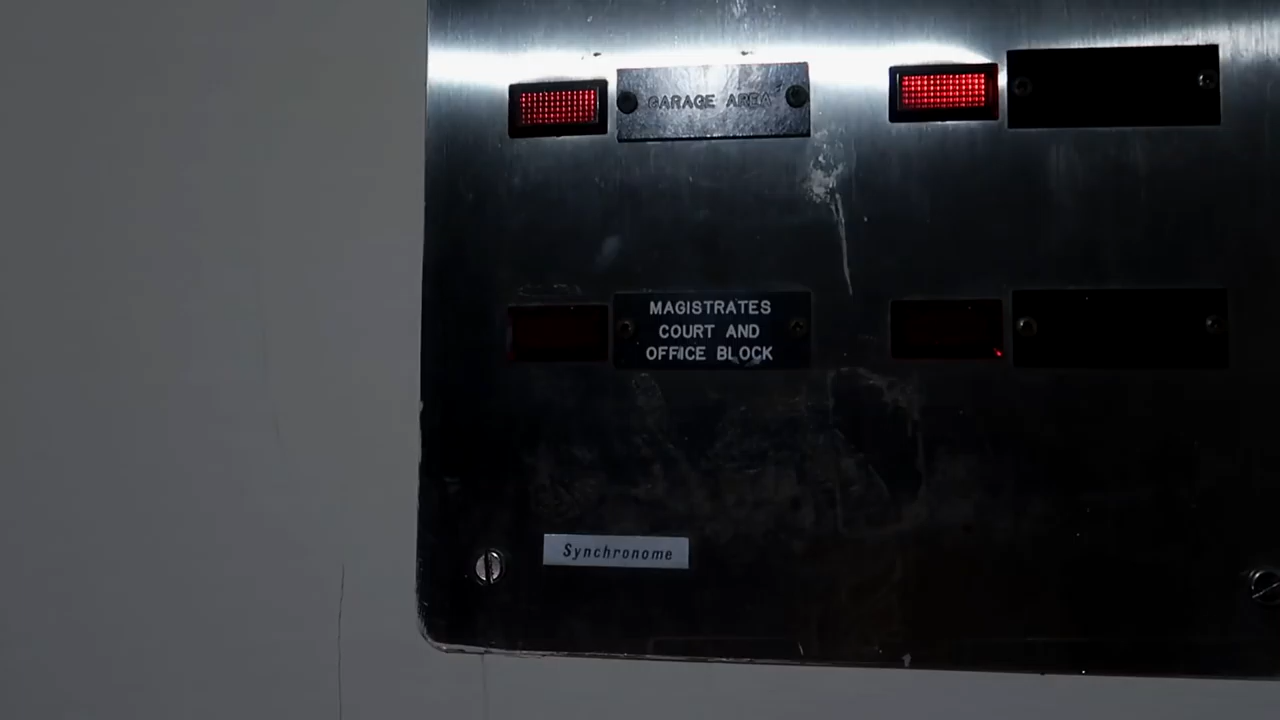 GARAGE AREA
MAGISTRATES
COURT AND
OFFICE BLOCK
Synchronome